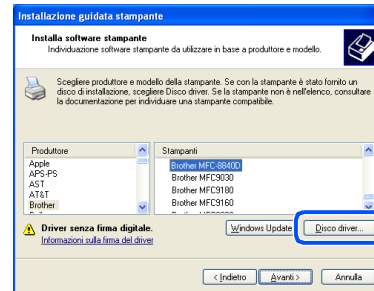 Installazione guidata stampante
Installa software stampante
Individuazione software stampante da utilizzare in base a produttore e modello.
Scegliere produttore e modello della stampante. Se con la stampante è stato fornito un
disco di installazione, scegliere Disco driver. Se la stampante non è nell'elenco, consultare
la documentazione per individuare una stampante compatibile.
Produttore
Apple
APS-PS
AST
AT&T
Brother
Stampanti
Brother MFC-8840D
Brother MFC9030
Brother MFC9180
Brother MFC9160
Driver senza firma digitale.
Informazioni sulla firma del driver
Windows Update
Disco driver...
< Indietro
Avanti >
Annulla